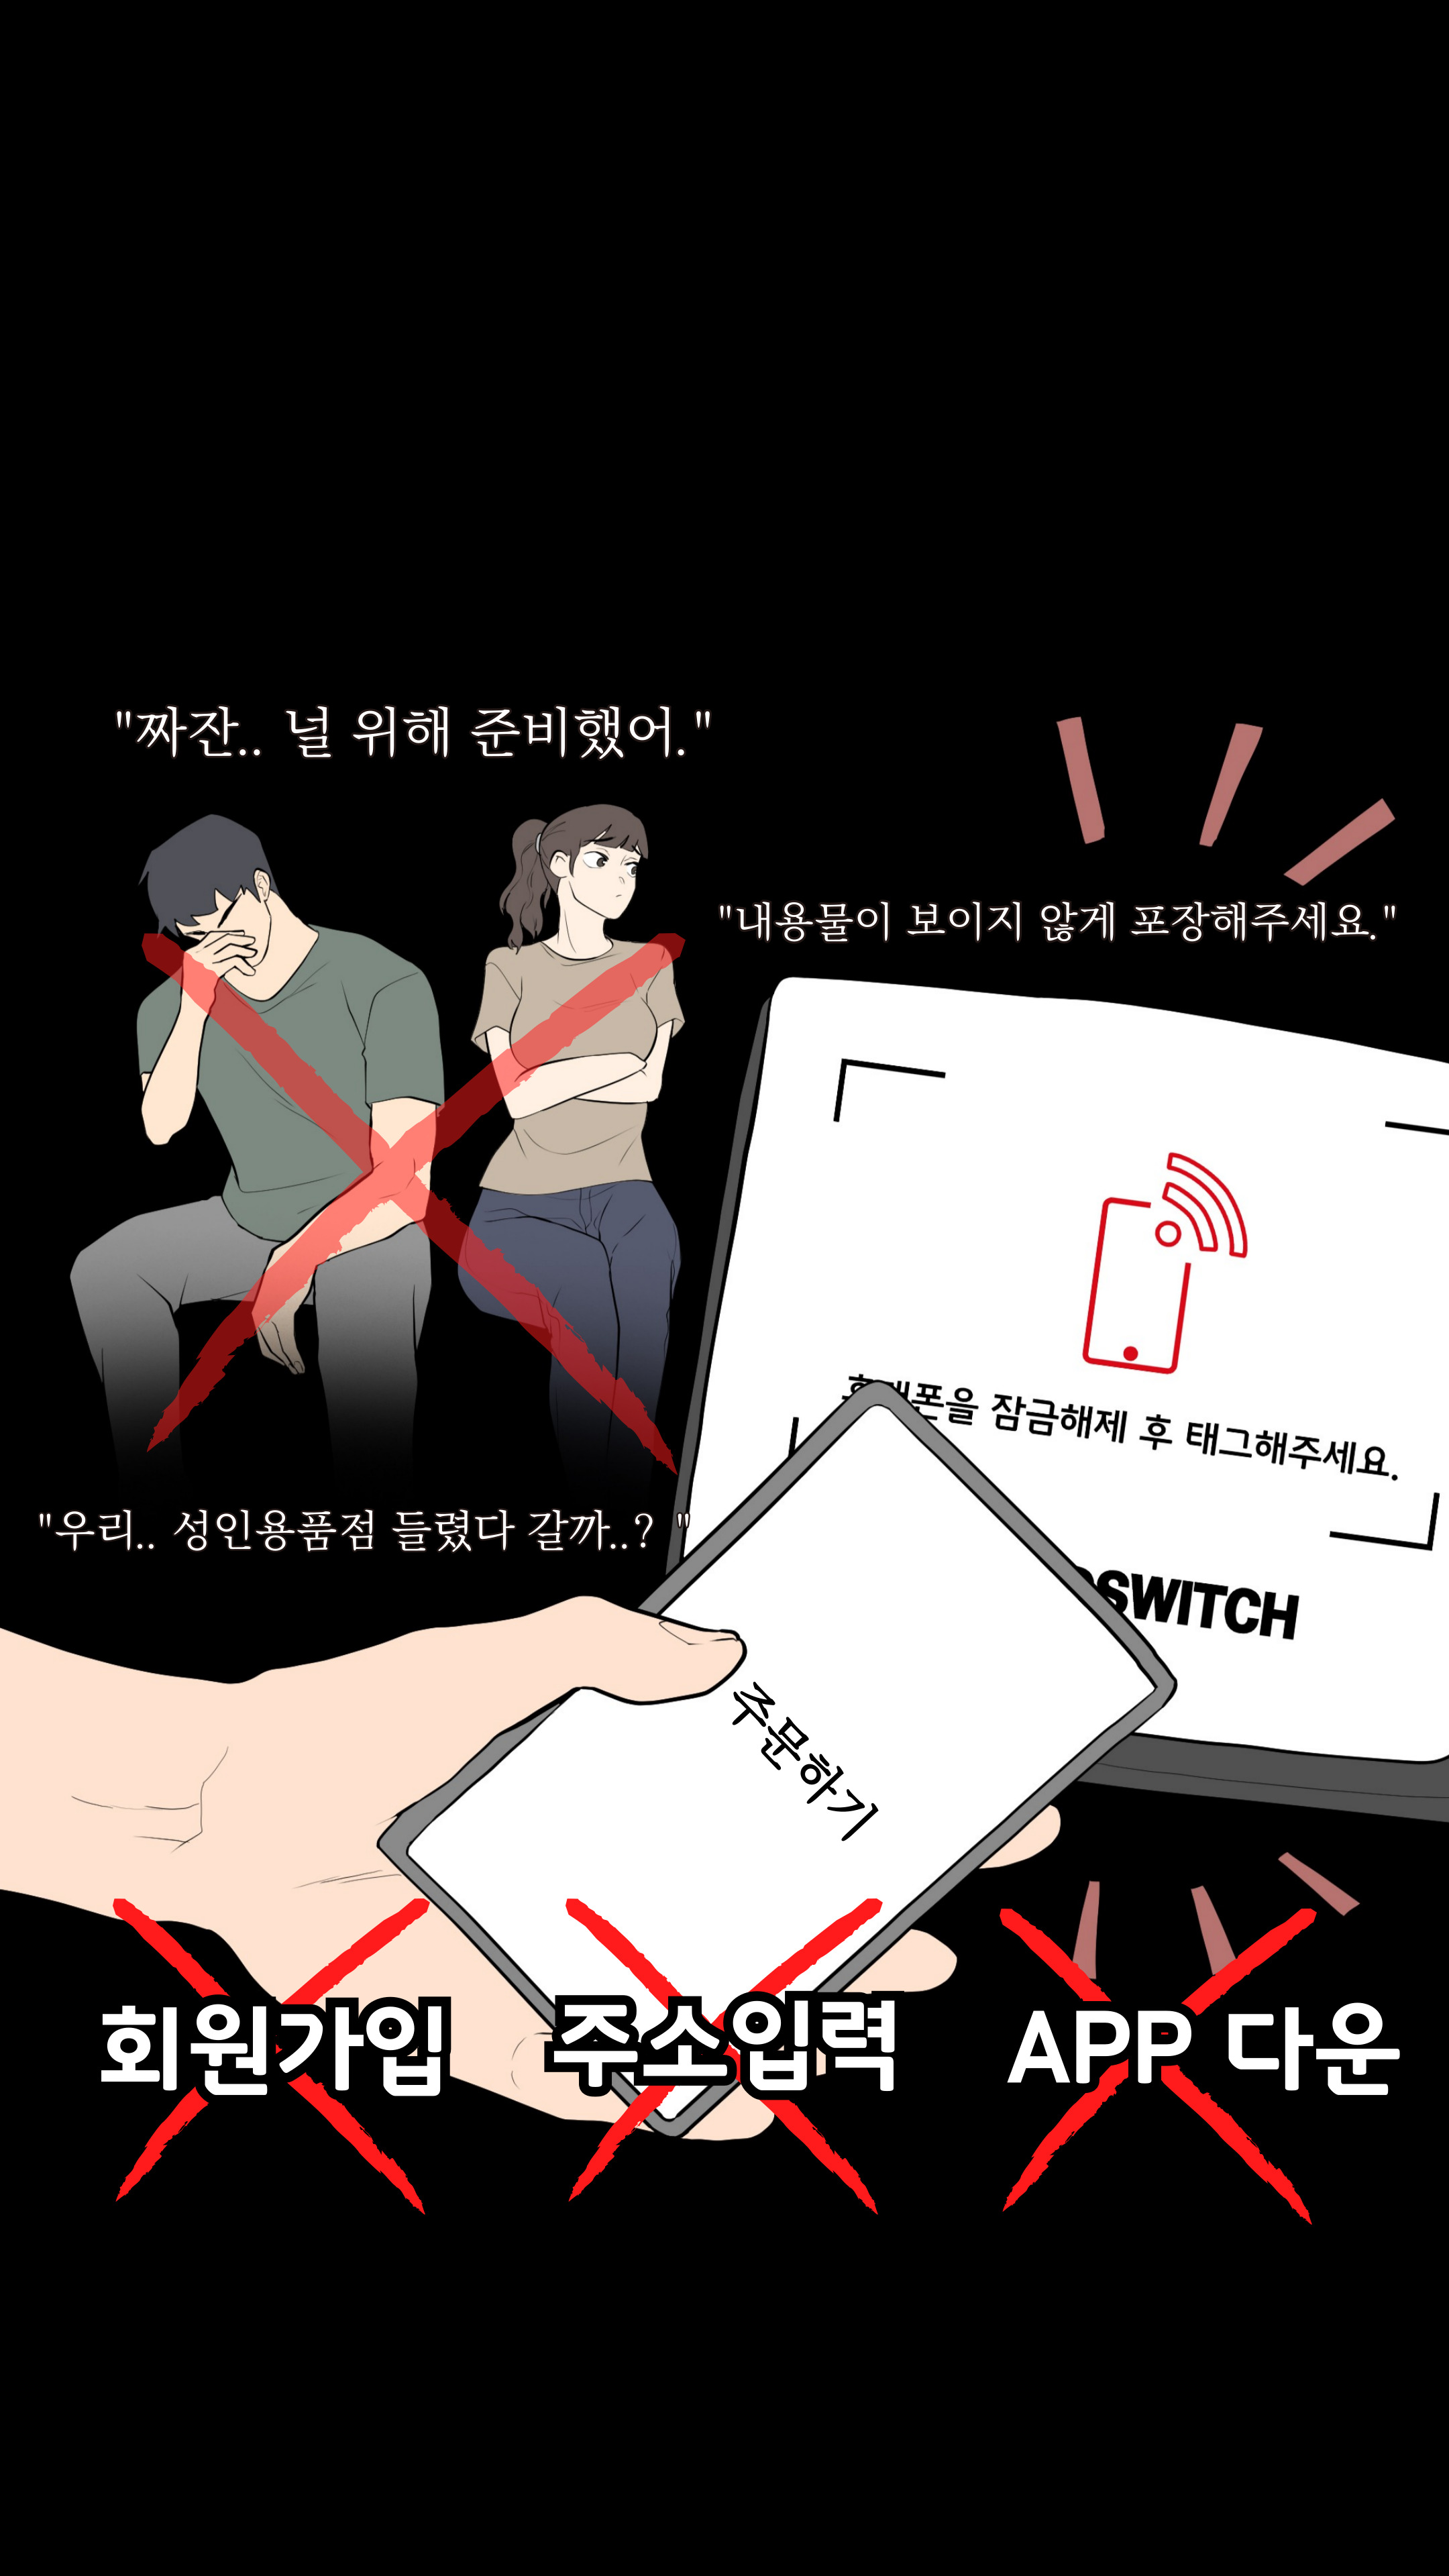 "짜잔.. 널 위해 준비했어."
"내용물이 보이지 않게 포장해주세요."
잠금해제 후 태그해주세요.
"우리.. 성인용품점 들렸다 갈까..? "
SWITCH
주문하기
회원가입 주소입력 APP 다운